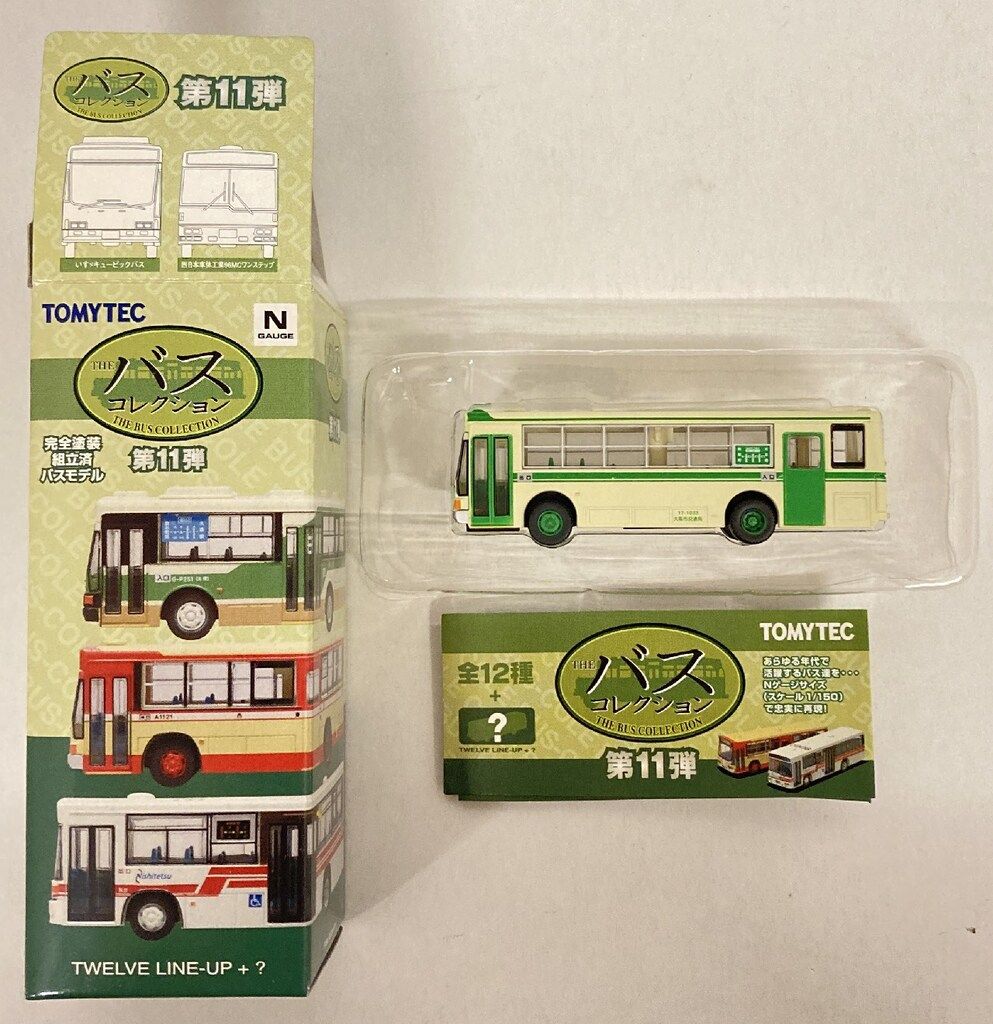 THE
バス
コレクション
THE BUS COLLECTION
第11弾
いすゞキュービックバス
西日本車体工業96MCワンステップ
TOMYTEC
N
GAUGE
THE
バス
コレクション
THE BUS COLLECTION
完全塗装
組立済
バスモデル
第11弾
入口
A1121
Nishitetsu
TWELVE LINE-UP + ?
出口
入口
17-1033
大阪市交通局
TOMYTEC
全12種
+
?
TWELVE LINE-UP + ?
THE
バス
コレクション
THE BUS COLLECTION
第11弾
あらゆる年代で
活躍するバス達を・・・
Nゲージサイズ
(スケール1/150)
で忠実に再現!